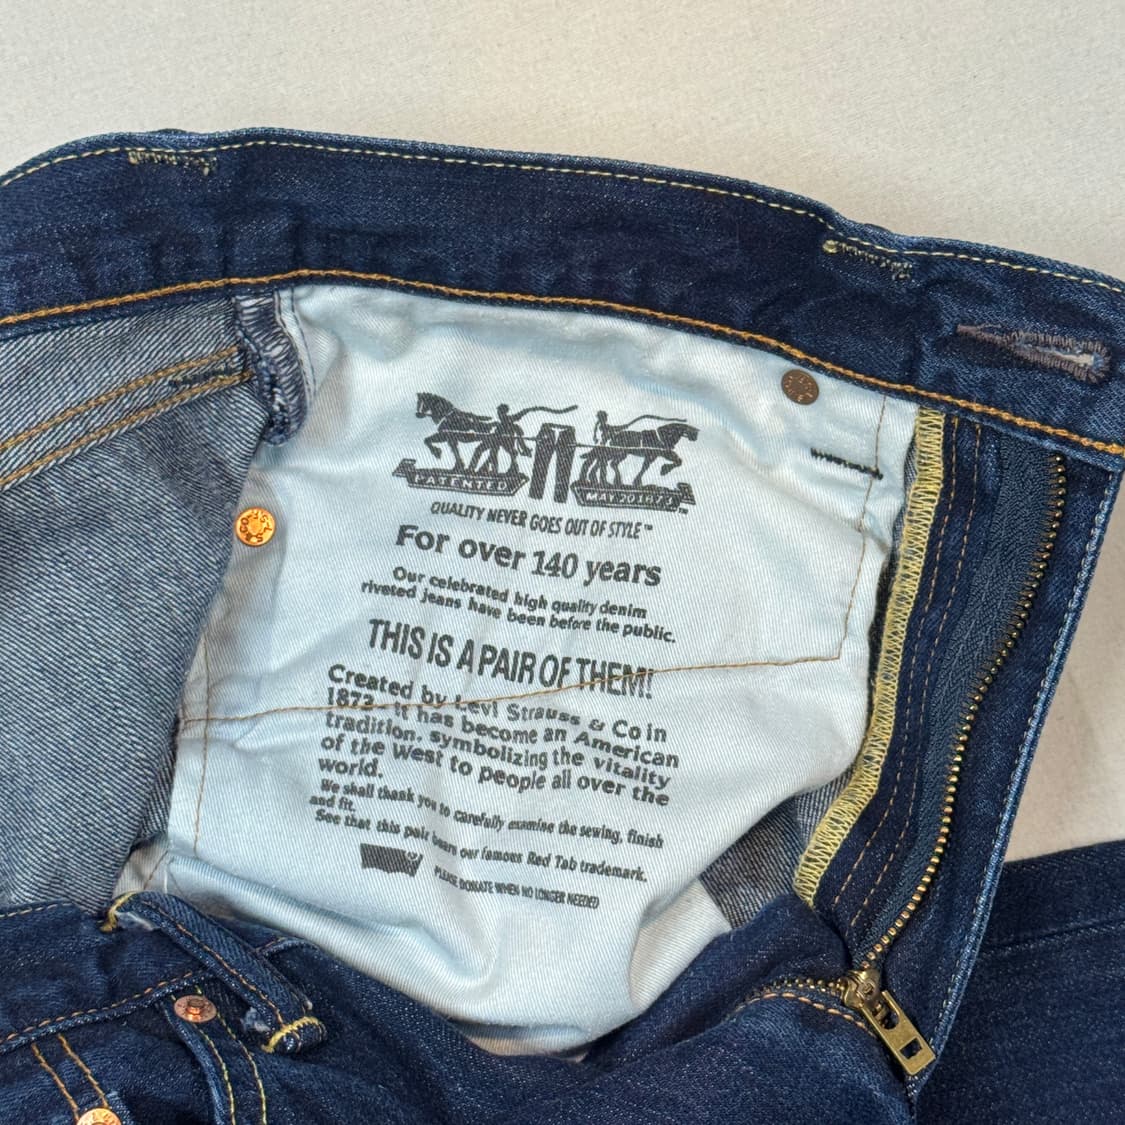 PATENTED
MAY 20 1873
QUALITY NEVER GOES OUT OF STYLE™
For over 140 years
Our celebrated high quality denim
riveted jeans have been before the public.
THIS IS A PAIR OF THEM!
Created by Levi Strauss & Co in
1873. it has become an American
tradition, symbolizing the vitality
of the West to people all over the
world.
We shall thank you to carefully examine the sewing, finish
and fit.
See that this pair bears our famous Red Tab trademark.
PLEASE DONATE WHEN NO LONGER NEEDED